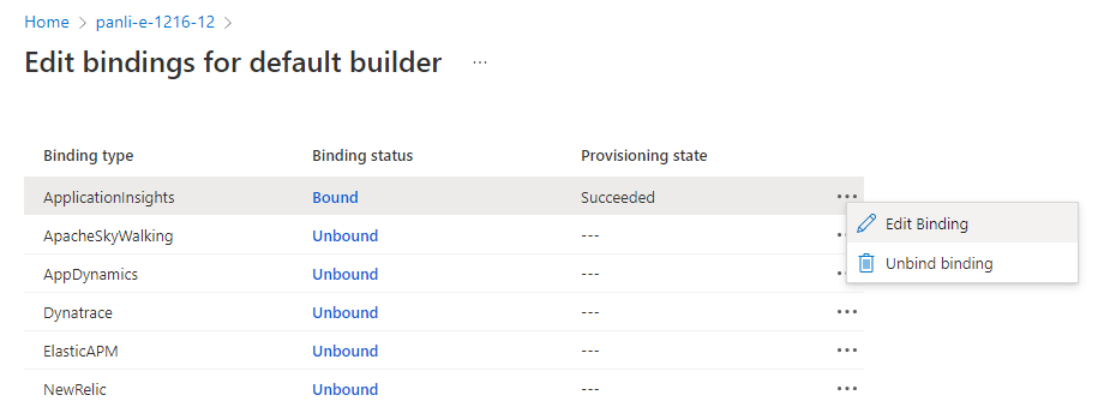 Home > panli-e-1216-12 >
Edit bindings for default builder ...
Binding type Binding status Provisioning state
ApplicationInsights Bound Succeeded
Edit Binding
ApacheSkyWalking Unbound ---
Unbind binding
AppDynamics Unbound ---
Dynatrace Unbound ---
ElasticAPM Unbound ---
NewRelic Unbound ---